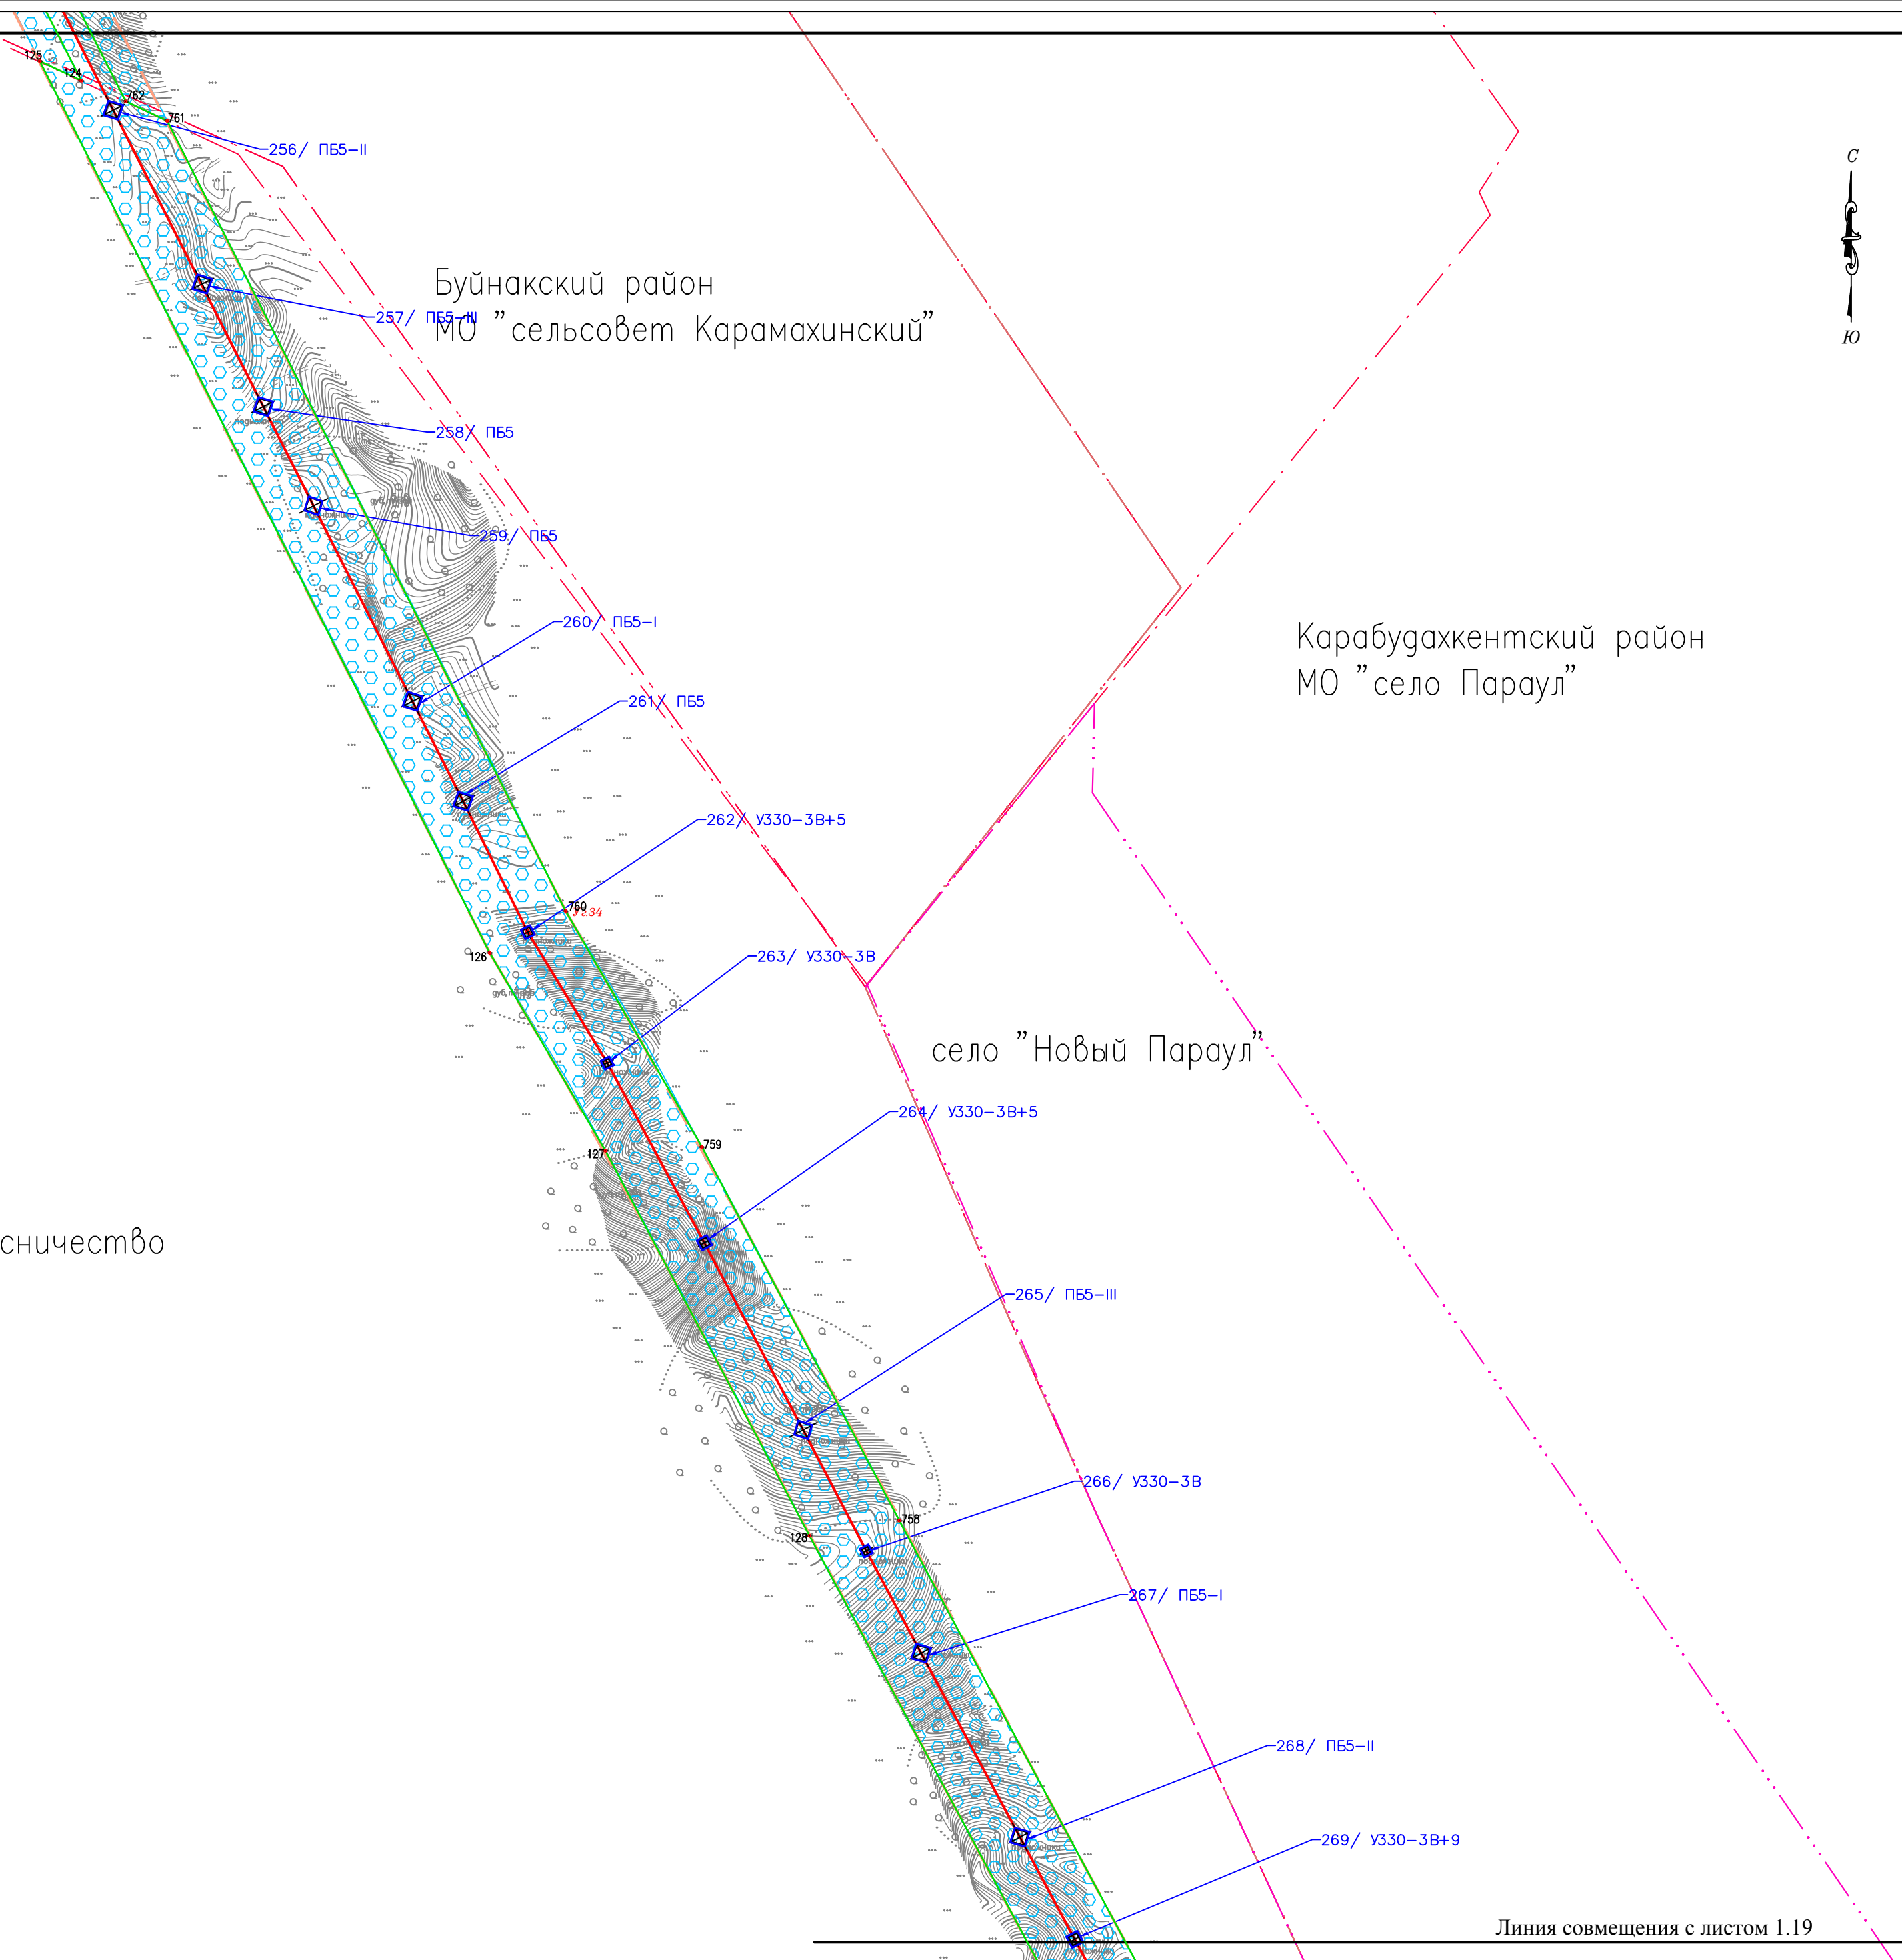 125
124
762
761
256/ ПБ5-II
С
Ю
Буйнакский район
257/ ПБ5-III
МО "сельсовет Карамахинский"
258/ ПБ5
259/ ПБ5
260/ ПБ5-I
Карабудахкентский район
МО "село Параул"
261/ ПБ5
262/ У330-3В+5
760
Уг34
126
263/ У330-3В
село "Новый Параул"
264/ У330-3В+5
759
127
сничество
265/ ПБ5-III
266/ У330-3В
758
128
267/ ПБ5-I
268/ ПБ5-II
269/ У330-3В+9
Линия совмещения с листом 1.19